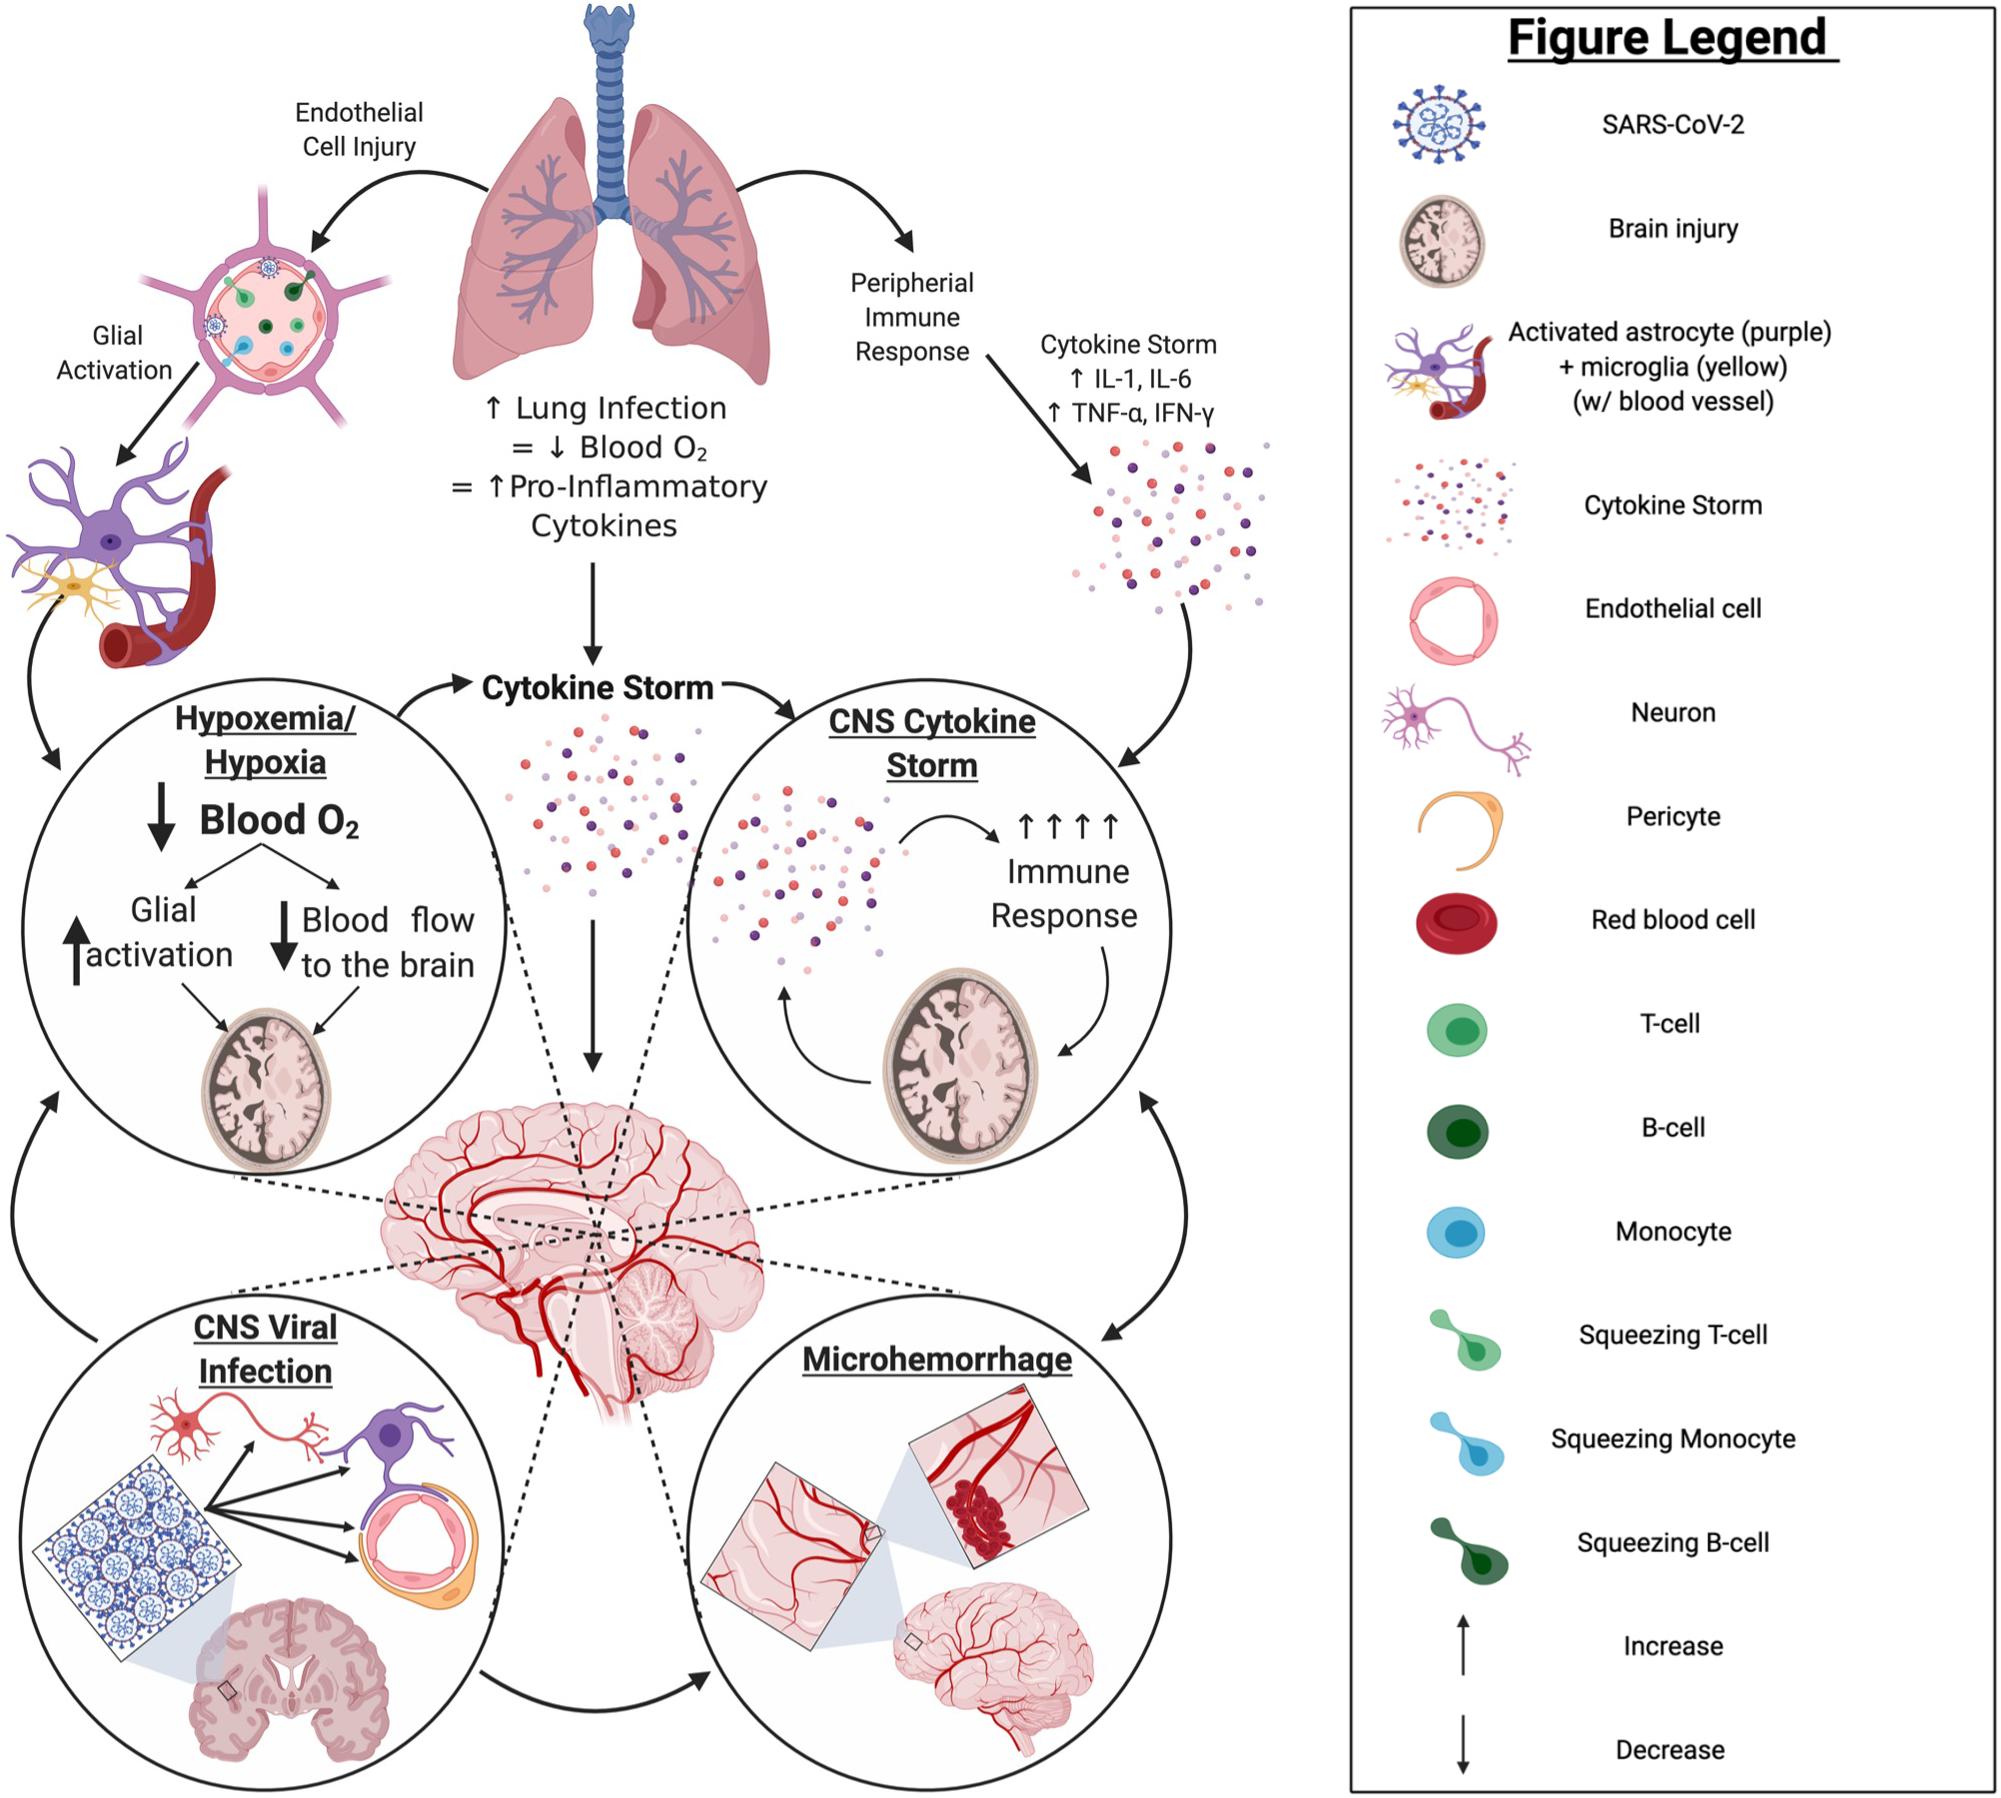 Endothelial
Cell Injury
Glial
Activation
Peripherial
Immune
Response
Cytokine Storm
↑ IL-1, IL-6
↑ TNF-α, IFN-γ
↑ Lung Infection
= ↓ Blood O₂
= ↑Pro-Inflammatory
Cytokines
Cytokine Storm
Hypoxemia/
Hypoxia
↓ Blood O₂
Glial
↑ activation
↓ Blood flow
to the brain
CNS Cytokine
Storm
↑ ↑ ↑ ↑
Immune
Response
CNS Viral
Infection
Microhemorrhage
Figure Legend
SARS-CoV-2
Brain injury
Activated astrocyte (purple)
+ microglia (yellow)
(w/ blood vessel)
Cytokine Storm
Endothelial cell
Neuron
Pericyte
Red blood cell
T-cell
B-cell
Monocyte
Squeezing T-cell
Squeezing Monocyte
Squeezing B-cell
Increase
Decrease